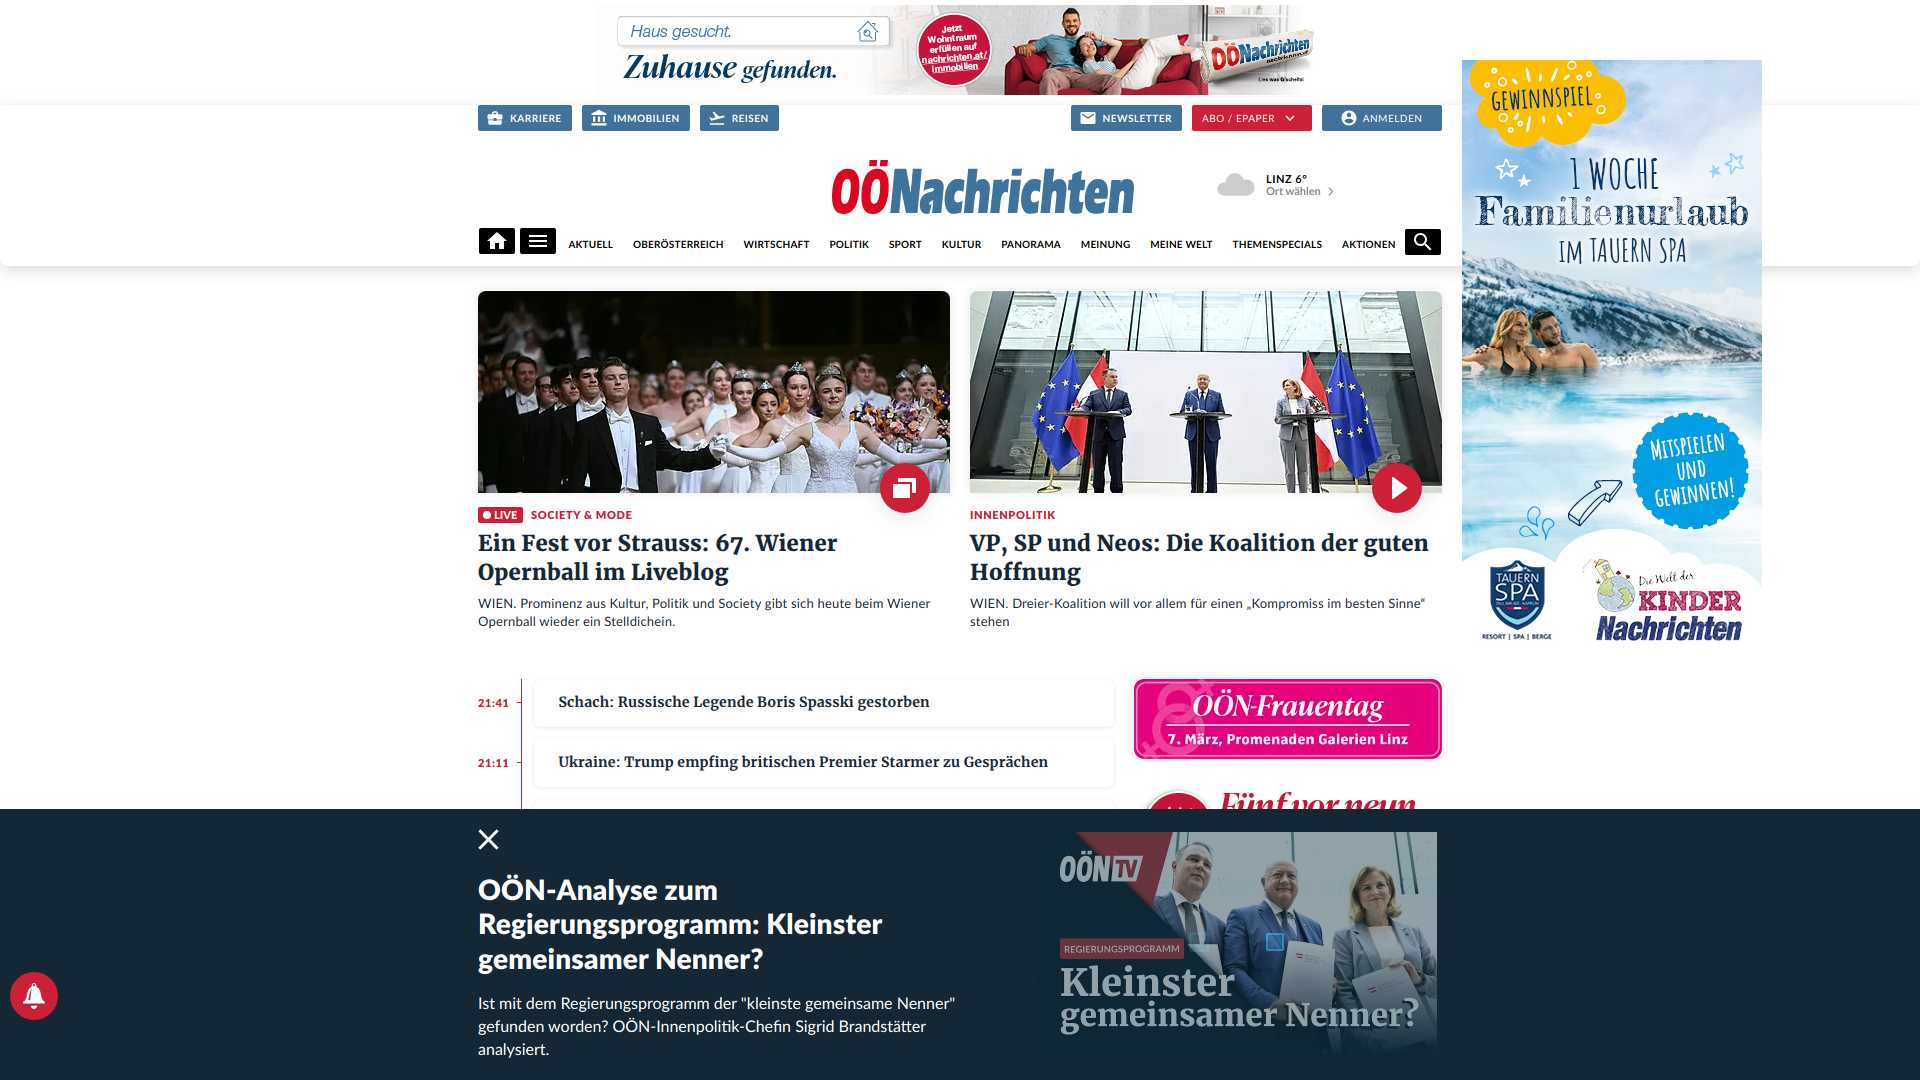 Haus gesucht.
Zuhause gefunden.
Jetzt
Wohntraum
erfüllen auf
nachrichten.at/
immobilien
OÖNachrichten
Lies was G'scheits!
KARRIERE
IMMOBILIEN
REISEN
NEWSLETTER
ABO / EPAPER
ANMELDEN
OÖNachrichten
LINZ 6°
Ort wählen
AKTUELL
OBERÖSTERREICH
WIRTSCHAFT
POLITIK
SPORT
KULTUR
PANORAMA
MEINUNG
MEINE WELT
THEMENSPECIALS
AKTIONEN
GEWINNSPIEL
1 WOCHE
Familienurlaub
IM TAUERN SPA
MITSPIELEN
UND
GEWINNEN!
TAUERN
SPA
RESORT | SPA | BERGE
Die Welt der
KINDER
Nachrichten
LIVE
SOCIETY & MODE
Ein Fest vor Strauss: 67. Wiener
Opernball im Liveblog
WIEN. Prominenz aus Kultur, Politik und Society gibt sich heute beim Wiener
Opernball wieder ein Stelldichein.
INNENPOLITIK
VP, SP und Neos: Die Koalition der guten
Hoffnung
WIEN. Dreier-Koalition will vor allem für einen „Kompromiss im besten Sinne“
stehen
21:41
Schach: Russische Legende Boris Spasski gestorben
21:11
Ukraine: Trump empfing britischen Premier Starmer zu Gesprächen
OÖN-Frauentag
7. März, Promenaden Galerien Linz
Fünf vor neun
OÖN-Analyse zum
Regierungsprogramm: Kleinster
gemeinsamer Nenner?
Ist mit dem Regierungsprogramm der "kleinste gemeinsame Nenner"
gefunden worden? OÖN-Innenpolitik-Chefin Sigrid Brandstätter
analysiert.
OÖN TV
REGIERUNGSPROGRAMM
Kleinster
gemeinsamer Nenner?